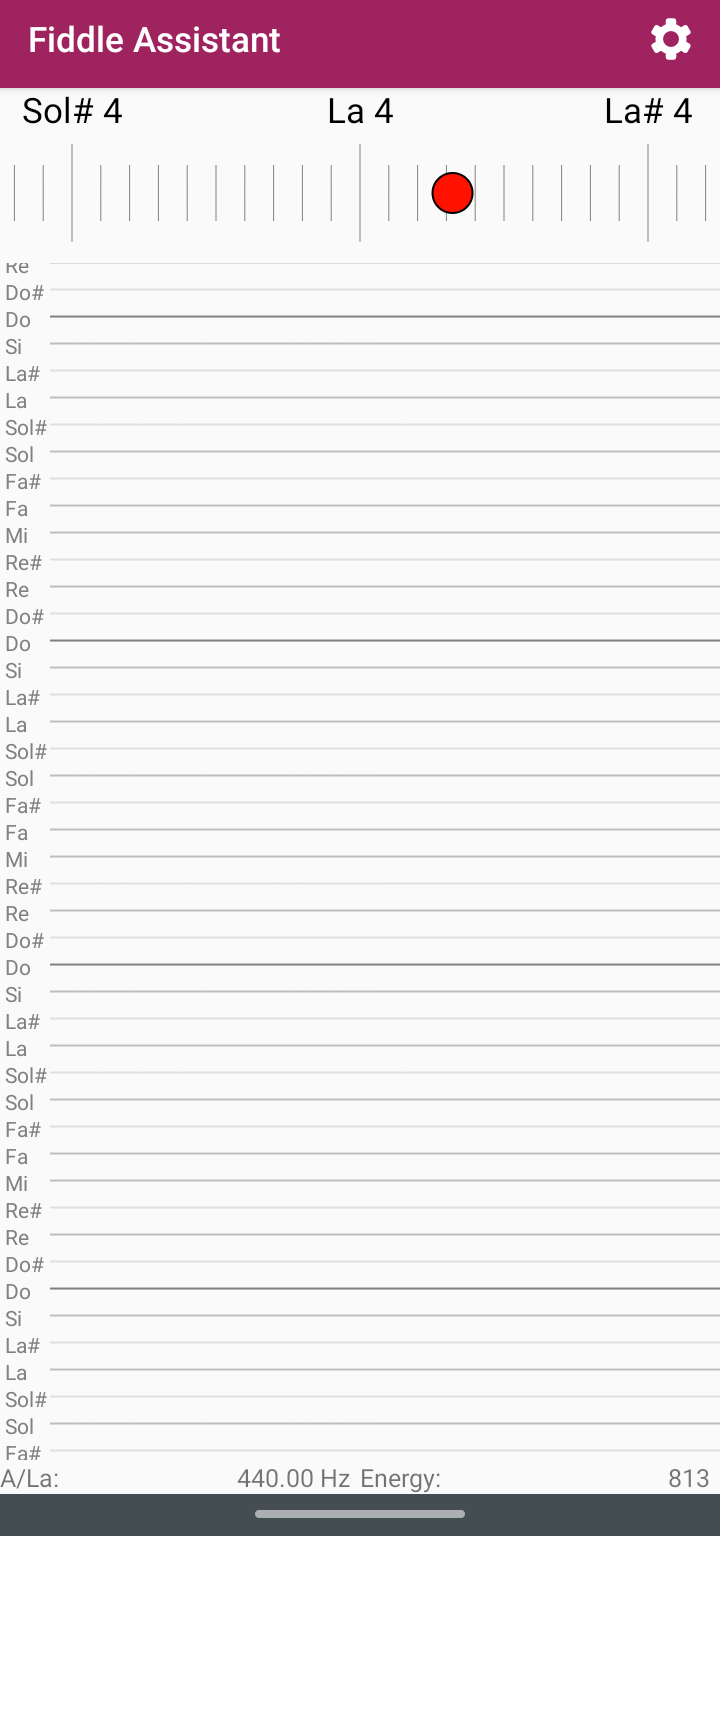 Fiddle Assistant
Sol# 4 La 4 La# 4
Re
Do#
Do
Si
La#
La
Sol#
Sol
Fa#
Fa
Mi
Re#
Re
Do#
Do
Si
La#
La
Sol#
Sol
Fa#
Fa
Mi
Re#
Re
Do#
Do
Si
La#
La
Sol#
Sol
Fa#
Fa
Mi
Re#
Re
Do#
Do
Si
La#
La
Sol#
Sol
Fa#
A/La: 440.00 Hz Energy: 813